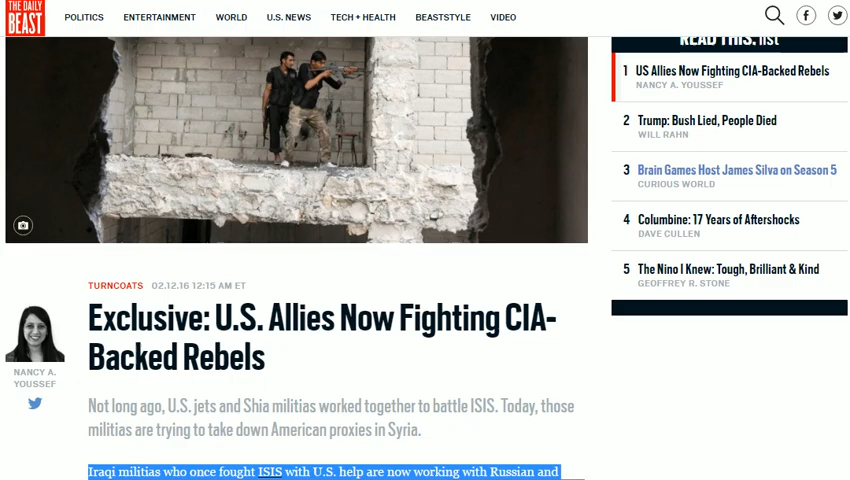 THE DAILY
BEAST
POLITICS ENTERTAINMENT WORLD U.S. NEWS TECH + HEALTH BEASTSTYLE VIDEO
READ THIS. list
1 US Allies Now Fighting CIA-Backed Rebels
NANCY A. YOUSSEF
2 Trump: Bush Lied, People Died
WILL RAHN
3 Brain Games Host James Silva on Season 5
CURIOUS WORLD
4 Columbine: 17 Years of Aftershocks
DAVE CULLEN
5 The Nino I Knew: Tough, Brilliant & Kind
GEOFFREY R. STONE
TURNCOATS 02.12.16 12:15 AM ET
Exclusive: U.S. Allies Now Fighting CIA-
Backed Rebels
NANCY A.
YOUSSEF
Not long ago, U.S. jets and Shia militias worked together to battle ISIS. Today, those
militias are trying to take down American proxies in Syria.
Iraqi militias who once fought ISIS with U.S. help are now working with Russian and